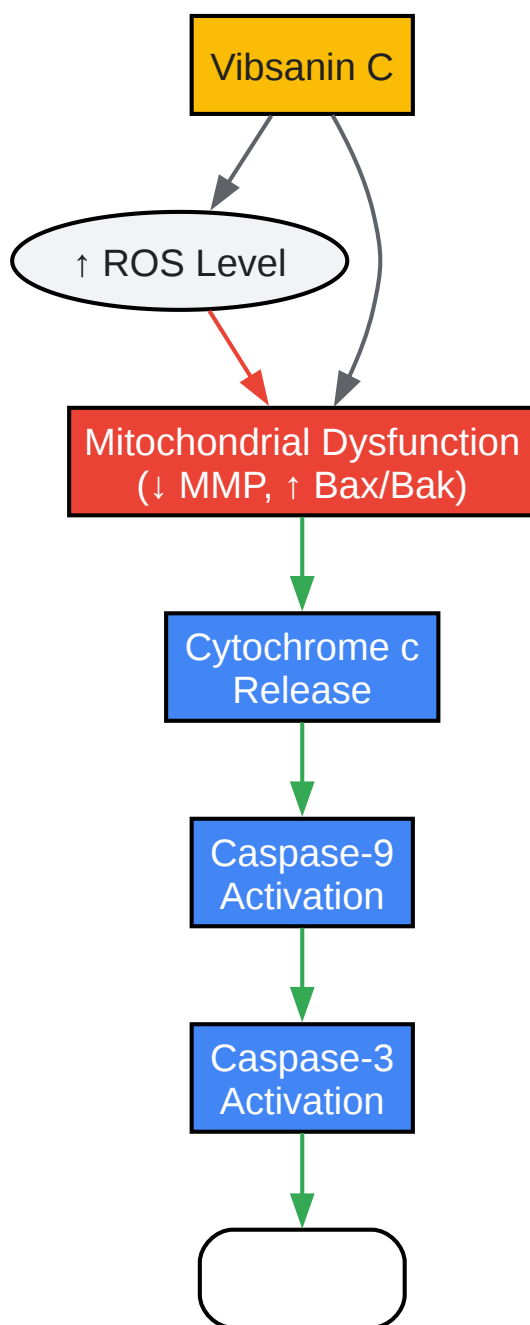 Vibsanin C
↑ ROS Level
Mitochondrial Dysfunction
(↓ MMP, ↑ Bax/Bak)
Cytochrome c
Release
Caspase-9
Activation
Caspase-3
Activation